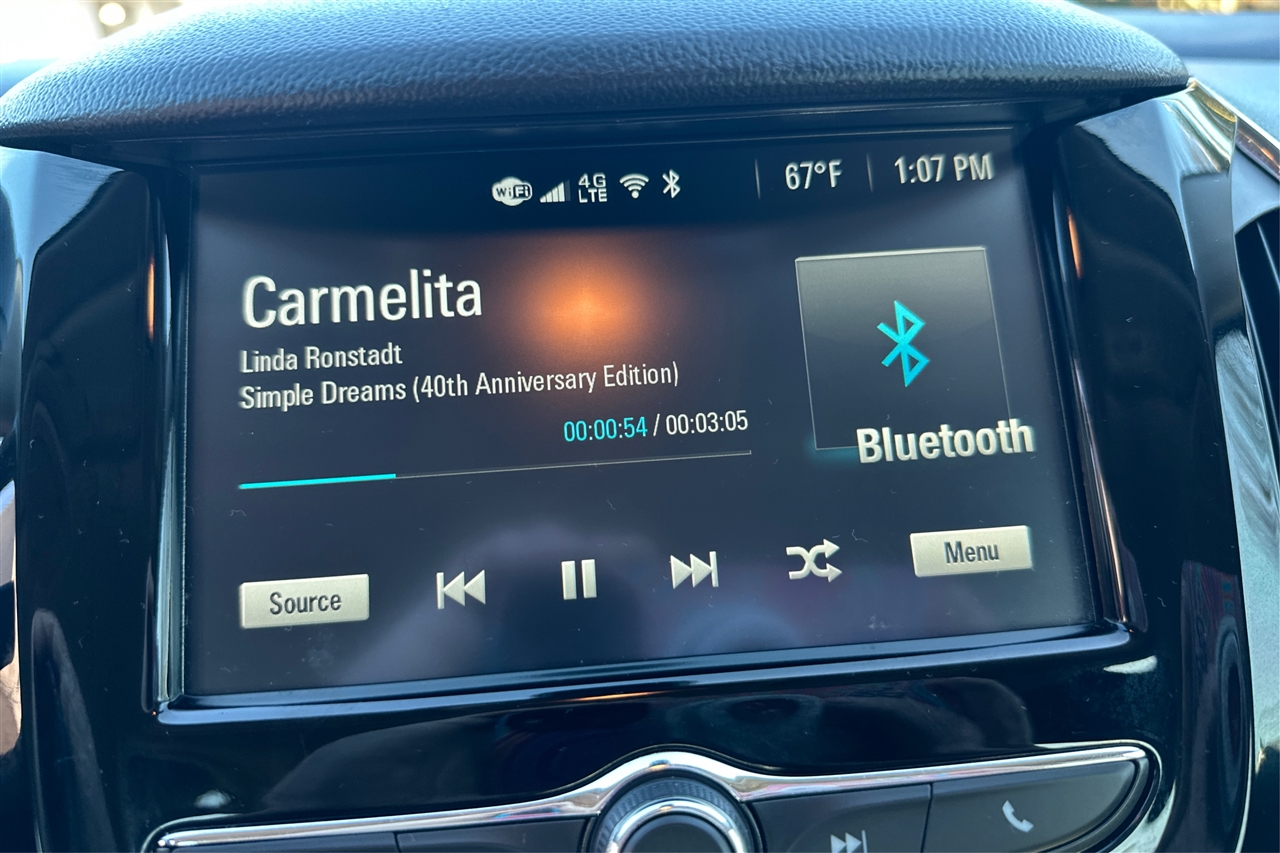 WiFi 4G LTE 67°F 1:07 PM
Carmelita
Linda Ronstadt
Simple Dreams (40th Anniversary Edition)
00:00:54 / 00:03:05
Bluetooth
Source
Menu